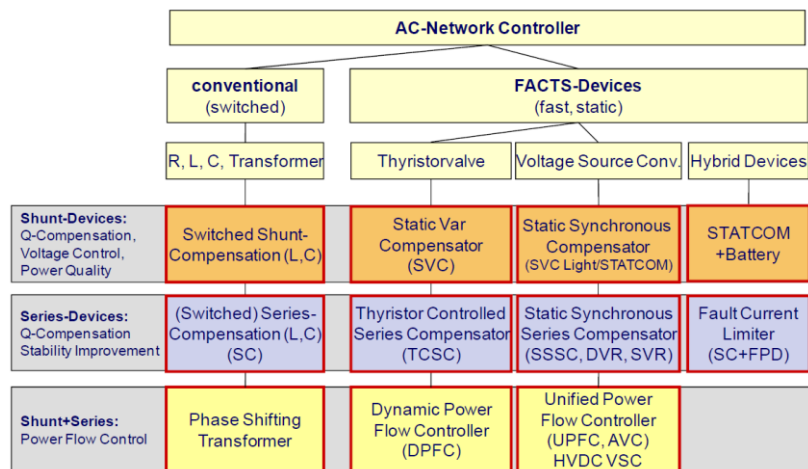 AC-Network Controller
conventional
(switched)
FACTS-Devices
(fast, static)
R, L, C, Transformer
Thyristorvalve
Voltage Source Conv.
Hybrid Devices
Shunt-Devices:
Q-Compensation,
Voltage Control,
Power Quality
Switched Shunt-
Compensation (L,C)
Static Var
Compensator
(SVC)
Static Synchronous
Compensator
(SVC Light/STATCOM)
STATCOM
+Battery
Series-Devices:
Q-Compensation
Stability Improvement
(Switched) Series-
Compensation (L,C)
(SC)
Thyristor Controlled
Series Compensator
(TCSC)
Static Synchronous
Series Compensator
(SSSC, DVR, SVR)
Fault Current
Limiter
(SC+FPD)
Shunt+Series:
Power Flow Control
Phase Shifting
Transformer
Dynamic Power
Flow Controller
(DPFC)
Unified Power
Flow Controller
(UPFC, AVC)
HVDC VSC